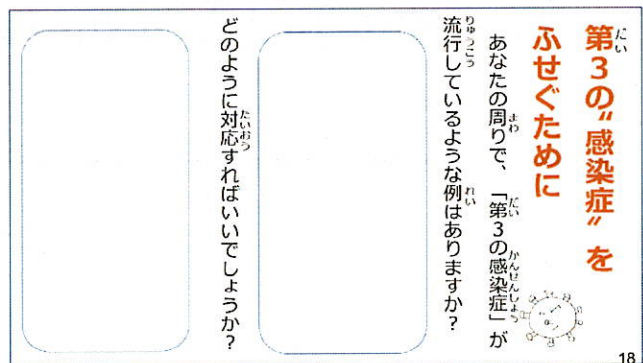 第3の〝感染症〟を
ふせぐために
あなたの周りで、「第3の感染症」が
流行しているような例はありますか？
どのように対応すればいいでしょうか？
18